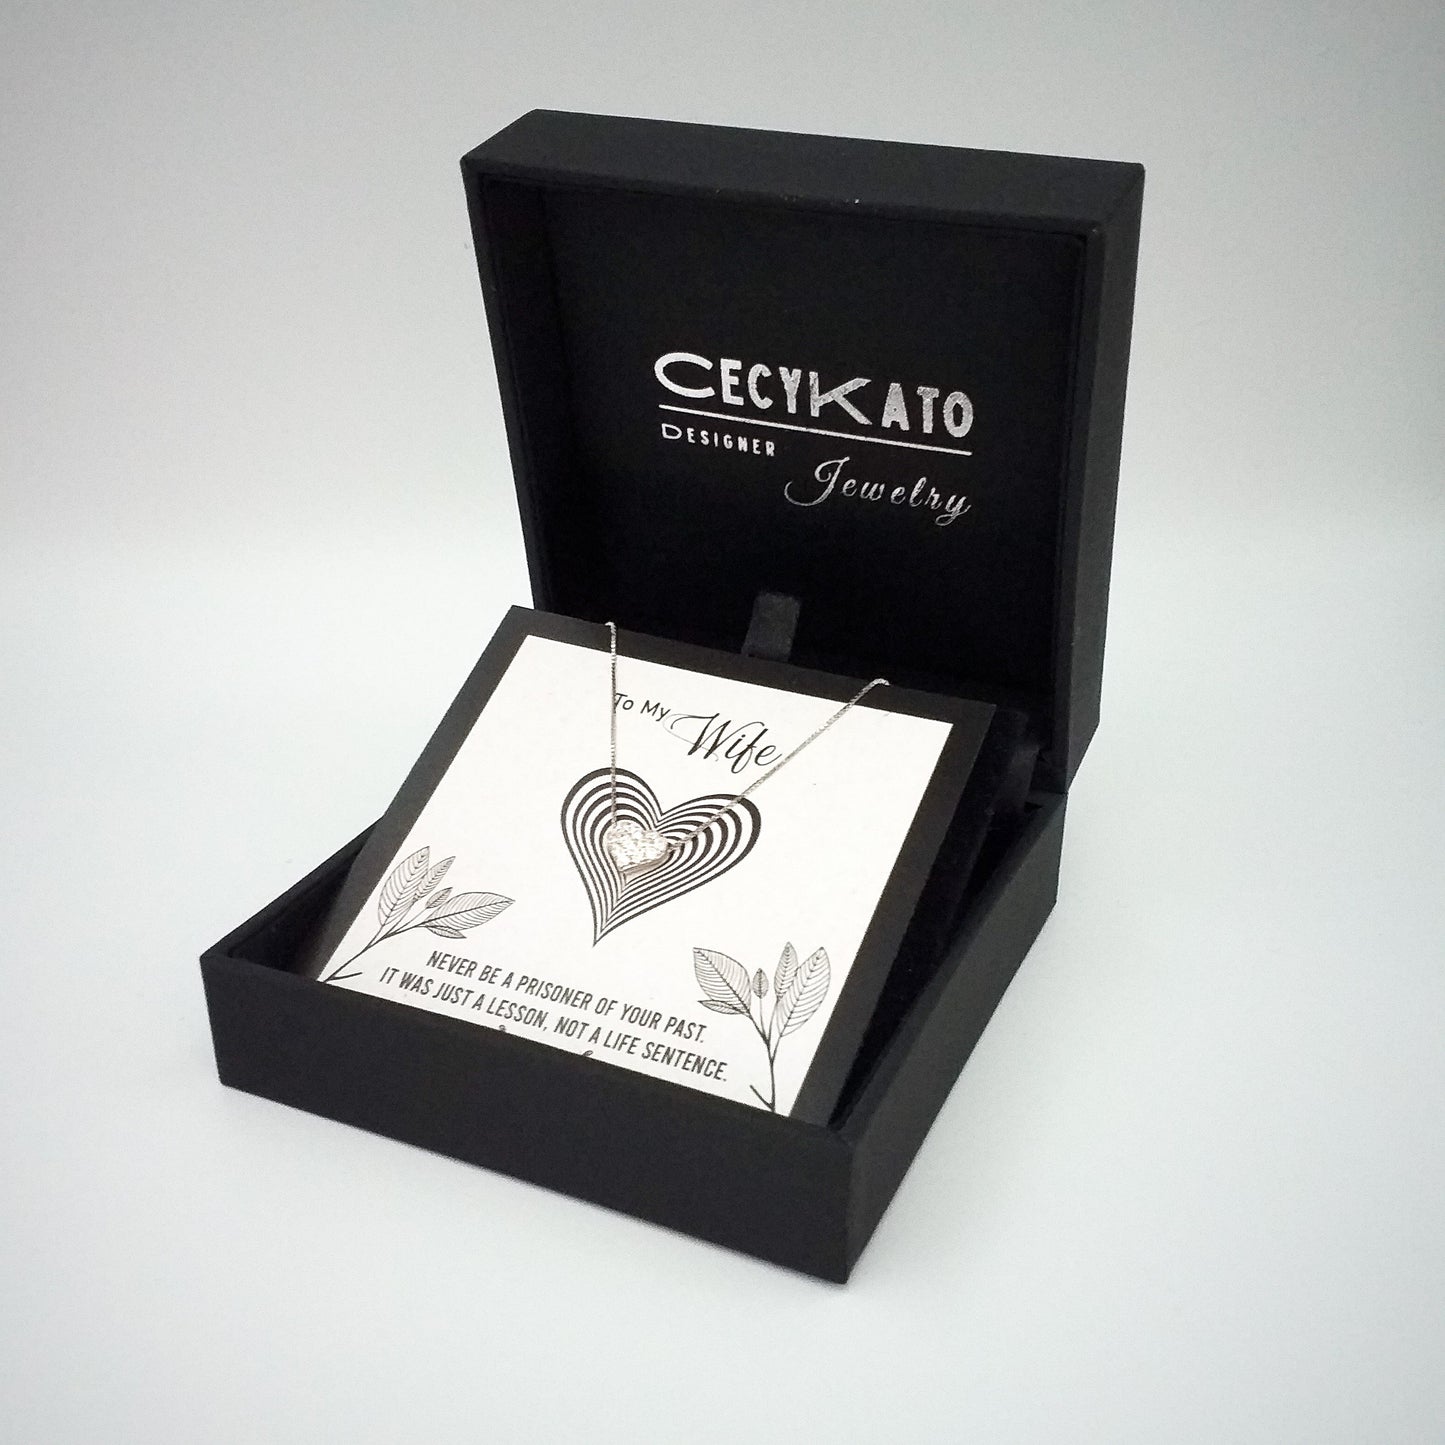 CECYKATO
DESIGNER
Jewelry
To My Wife
NEVER BE A PRISONER OF YOUR PAST.
IT WAS JUST A LESSON, NOT A LIFE SENTENCE.